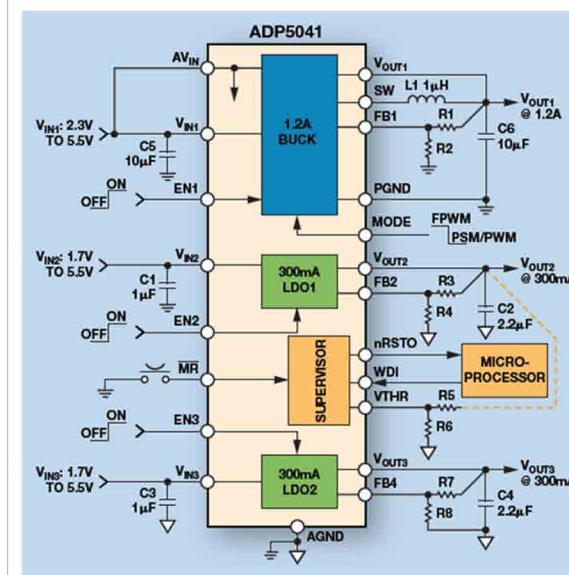 ADP5041
AVIN
VIN1: 2.3V
TO 5.5V
VIN1
C5
10µF
ON
OFF
EN1
1.2A
BUCK
VOUT1
SW
L1 1µH
FB1
R1
R2
VOUT1
@ 1.2A
C6
10µF
PGND
MODE
FPWM
PSM/PWM
VIN2: 1.7V
TO 5.5V
VIN2
C1
1µF
ON
OFF
EN2
300mA
LDO1
VOUT2
FB2
R3
R4
VOUT2
@ 300m
C2
2.2µF
MR
SUPERVISOR
nRSTO
WDI
VTHR
MICRO-
PROCESSOR
R5
R6
ON
OFF
EN3
VIN3: 1.7V
TO 5.5V
VIN3
C3
1µF
300mA
LDO2
VOUT3
FB4
R7
R8
VOUT3
@ 300m
C4
2.2µF
AGND